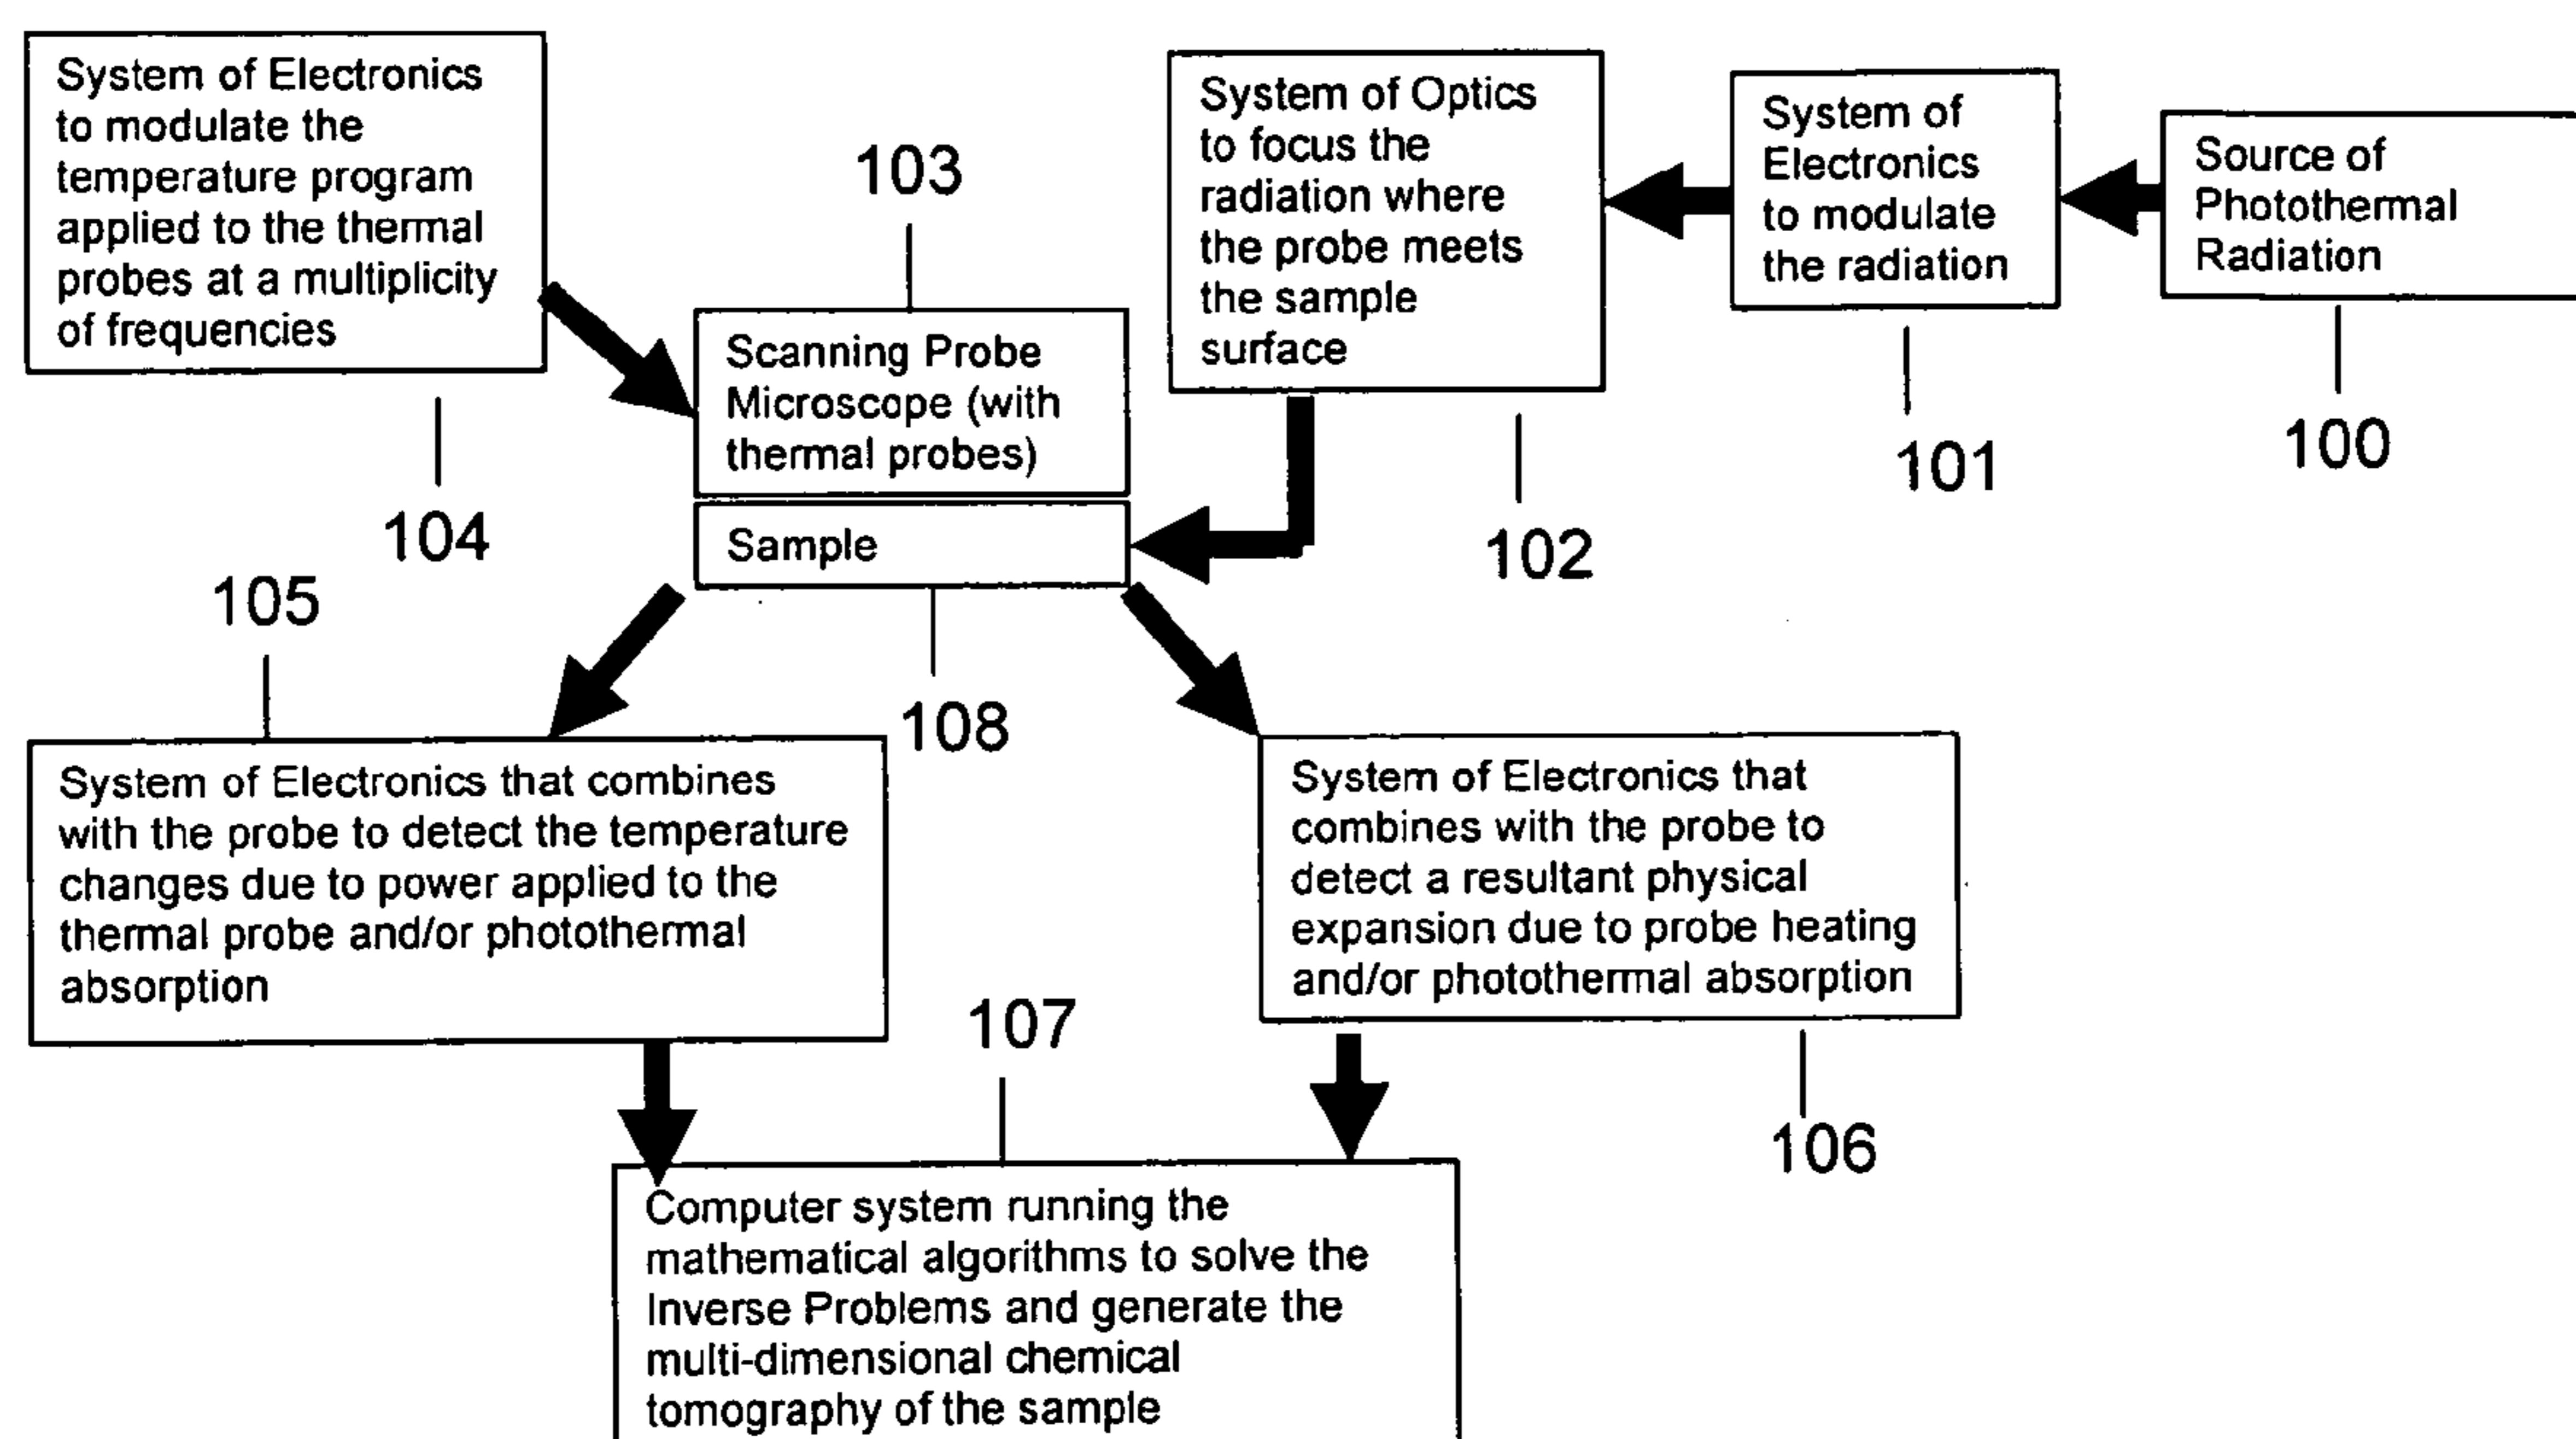 System of Electronics
to modulate the
temperature program
applied to the thermal
probes at a multiplicity
of frequencies
104
103
Scanning Probe
Microscope (with
thermal probes)
Sample
108
System of Optics
to focus the
radiation where
the probe meets
the sample
surface
102
System of
Electronics
to modulate
the radiation
101
Source of
Photothermal
Radiation
100
105
System of Electronics that combines
with the probe to detect the temperature
changes due to power applied to the
thermal probe and/or photothermal
absorption
System of Electronics that
combines with the probe to
detect a resultant physical
expansion due to probe heating
and/or photothermal absorption
106
107
Computer system running the
mathematical algorithms to solve the
Inverse Problems and generate the
multi-dimensional chemical
tomography of the sample